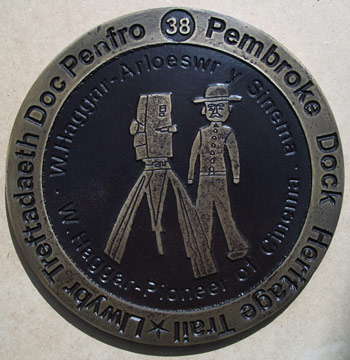 Llwybr Treftadaeth Doc Penfro
38
Pembroke Dock Heritage Trail
W.Haggar-Arloeswr y Sinema
W.Haggar-Pioneer of Cinema